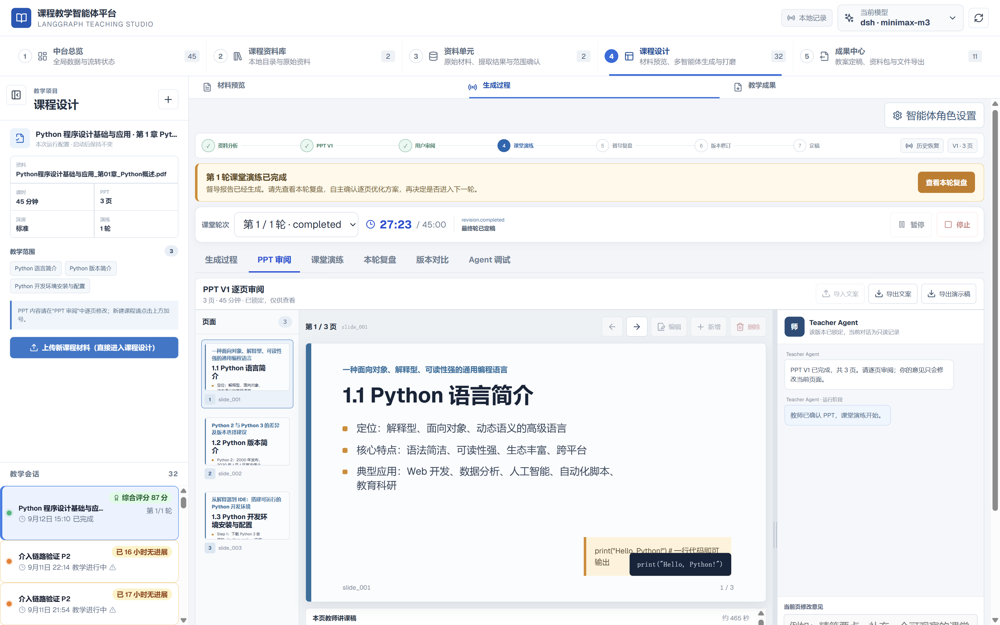 课程教学智能体平台
LANGGRAPH TEACHING STUDIO
本地记录
当前模型
dsh · minimax-m3
1
中台总览
全局数据与流转状态
45
2
课程资料库
本地目录与原始资料
2
3
资料单元
原始材料、提取结果与范围确认
2
4
课程设计
材料预览、多智能体生成与打磨
32
5
成果中心
教案定稿、资料包与文件导出
11
教学项目
课程设计
Python 程序设计基础与应用 · 第 1 章 Pyt...
本次运行配置 · 启动后保持不变
资料
Python程序设计基础与应用_第01章_Python概述.pdf
课时
45 分钟
PPT
3 页
深度
标准
演练
1 轮
教学范围
3
Python 语言简介
Python 版本简介
Python 开发环境安装与配置
PPT 内容请在“PPT 审阅”中逐页修改；新建课程请点击上方加
号。
上传新课程材料（直接进入课程设计）
教学会话
32
综合评分 87 分
Python 程序设计基础与应...
第 1/1 轮
9月12日 15:10 已完成
已 16 小时无进展
介入链路验证 P2
9月11日 22:14 教学进行中
已 17 小时无进展
介入链路验证 P2
9月11日 21:54 教学进行中
材料预览
生成过程
教学成果
智能体角色设置
资料分析
PPT V1
用户审阅
4
课堂演练
5
督导复盘
6
版本修订
7
定稿
历史恢复
V1 · 3 页
第 1 轮课堂演练已完成
督导报告已经生成。请先查看本轮复盘，自主确认逐页优化方案，再决定是否进入下一轮。
查看本轮复盘
课堂轮次
第 1 / 1 轮 · completed
27:23 / 45:00
revision.completed
最终轮已定稿
暂停
停止
生成过程
PPT 审阅
课堂演练
本轮复盘
版本对比
Agent 调试
PPT V1 逐页审阅
3 页 · 45 分钟 · 已锁定，仅供查看
导入文案
导出文案
导出演示稿
页面
3
一种面向对象、解释型、可读性
强的通用编程语言
1.1 Python 语言简
介
定位：解释型、面向对象、
动态语义的高级语言
1
slide_001
Python 2 与 Python 3 的差异
及版本选择建议
1.2 Python 版本简
介
Python 2：2000 年发布，
2020 年 1 月 1 日官方停止
2
slide_002
从解释器到 IDE：搭建可运行的
Python 开发环境
1.3 Python 开发环
境安装与配置
Step 1：下载 Python 3 安
3
slide_003
第 1 / 3 页
slide_001
编辑
新增
删除
一种面向对象、解释型、可读性强的通用编程语言
1.1 Python 语言简介
定位：解释型、面向对象、动态语义的高级语言
核心特点：语法简洁、可读性强、生态丰富、跨平台
典型应用：Web 开发、数据分析、人工智能、自动化脚本、
教育科研
print("Hello, Python!") # 一行代码即可
输出
print("Hello, Python!")
slide_001
1 / 3
本页教师讲课稿
约 465 秒
师
Teacher Agent
该版本已锁定，当前对话为只读记录
Teacher Agent
PPT V1 已完成，共 3 页。请逐页审阅；你的意见只会修
改当前页面。
Teacher Agent · 运行阶段
教师已确认 PPT，课堂演练开始。
当前页修改意见